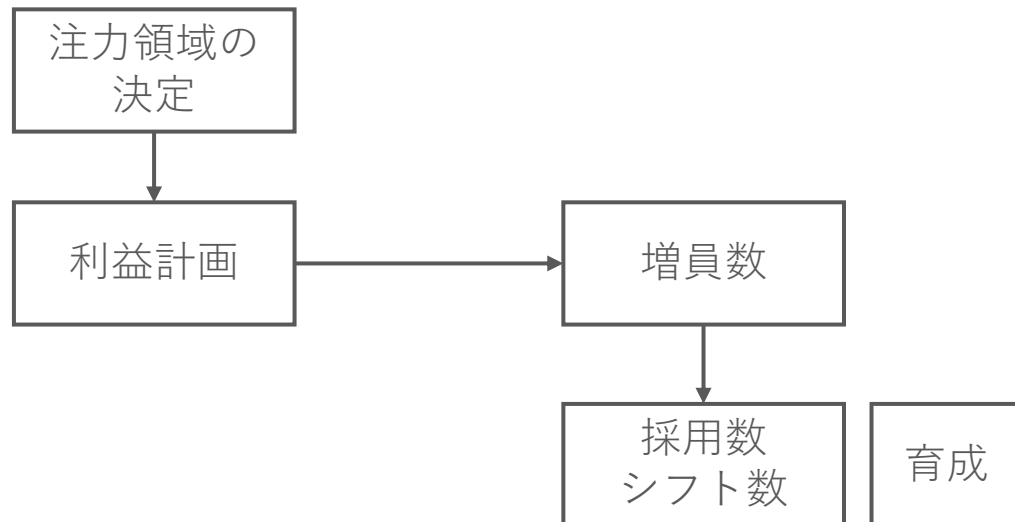 注力領域の
決定
利益計画
増員数
採用数
シフト数
育成